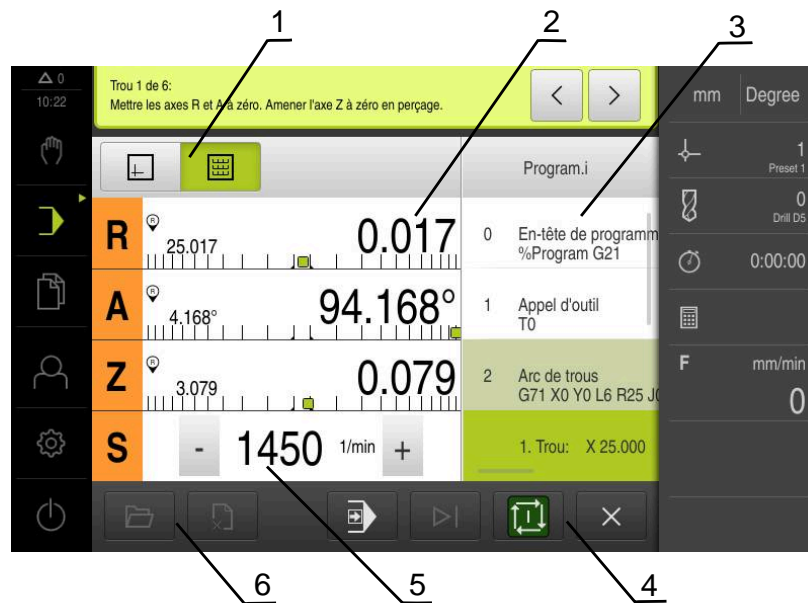 1
2
3
0
10:22
Trou 1 de 6:
Mettre les axes R et A à zéro. Amener l'axe Z à zéro en perçage.
mm
Degree
Program.i
1
Preset 1
0
Drill D5
0:00:00
F
mm/min
0
R
R
25.017
0.017
A
R
4.168°
94.168°
Z
R
3.079
0.079
S
-
1450
1/min
+
0
En-tête de programm
%Program G21
1
Appel d'outil
T0
2
Arc de trous
G71 X0 Y0 L6 R25 J0
1. Trou: X 25.000
6
5
4